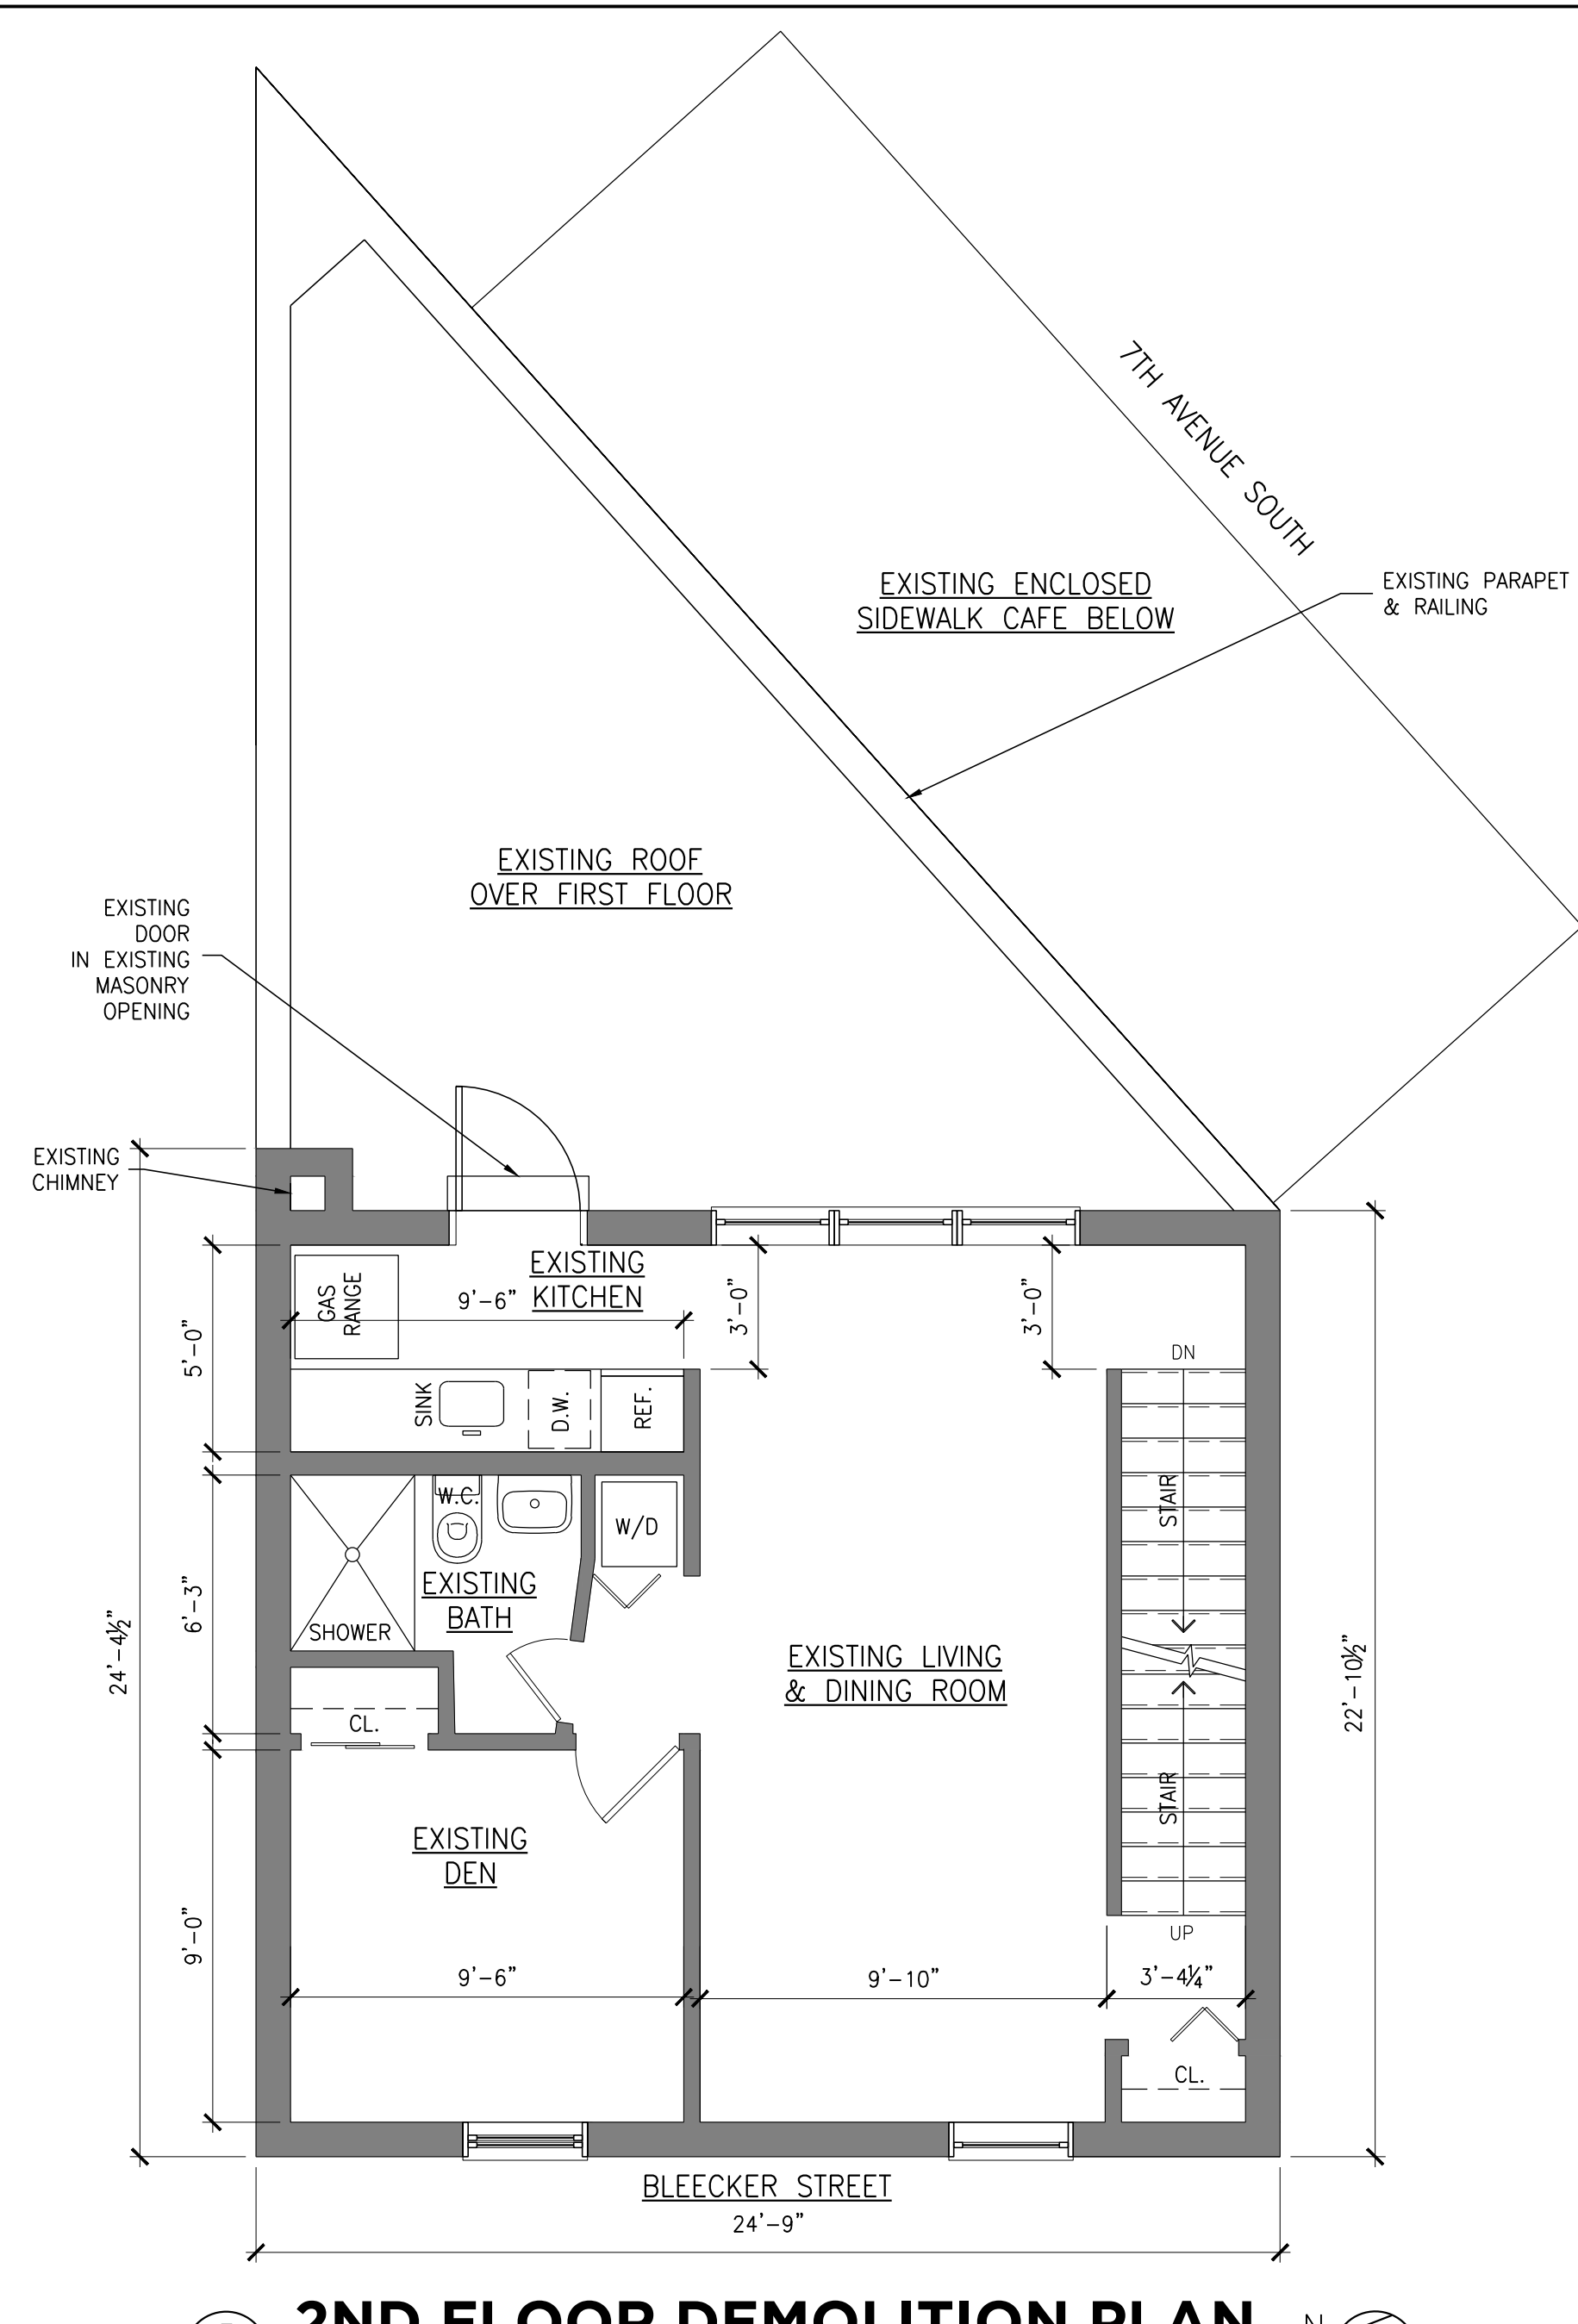 7TH AVENUE SOUTH
EXISTING ENCLOSED
SIDEWALK CAFE BELOW
EXISTING PARAPET
& RAILING
EXISTING ROOF
OVER FIRST FLOOR
EXISTING
DOOR
IN EXISTING
MASONRY
OPENING
EXISTING
CHIMNEY
GAS
RANGE
9'-6"
EXISTING
KITCHEN
3'-0"
3'-0"
5'-0"
DN
SINK
D.W.
REF.
STAIR
W.C.
W/D
EXISTING
BATH
SHOWER
6'-3"
24'-4½"
EXISTING LIVING
& DINING ROOM
22'-10½"
CL.
STAIR
EXISTING
DEN
9'-0"
UP
9'-6"
9'-10"
3'-4¼"
CL.
BLEECKER STREET
24'-9"
2ND FLOOR DEMOLITION PLAN
N